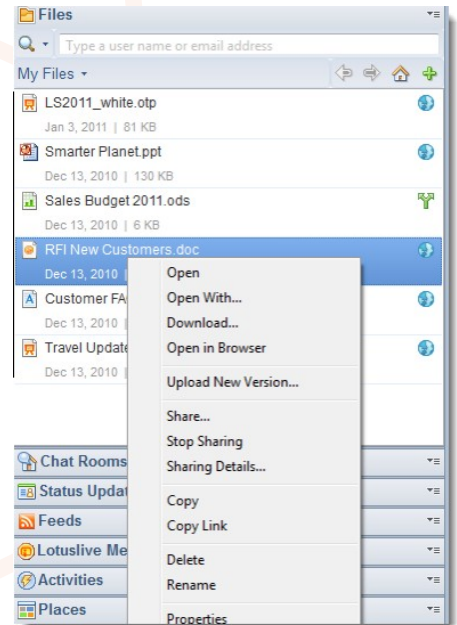 Files
Type a user name or email address
My Files
LS2011_white.otp
Jan 3, 2011 | 81 KB
Smarter Planet.ppt
Dec 13, 2010 | 130 KB
Sales Budget 2011.ods
Dec 13, 2010 | 6 KB
RFI New Customers.doc
Dec 13, 2010 |
Customer FA
Dec 13, 2010 |
Travel Update
Dec 13, 2010 |
Open
Open With...
Download...
Open in Browser
Upload New Version...
Share...
Stop Sharing
Sharing Details...
Copy
Copy Link
Delete
Rename
Properties
Chat Rooms
Status Updat
Feeds
Lotuslive Me
Activities
Places